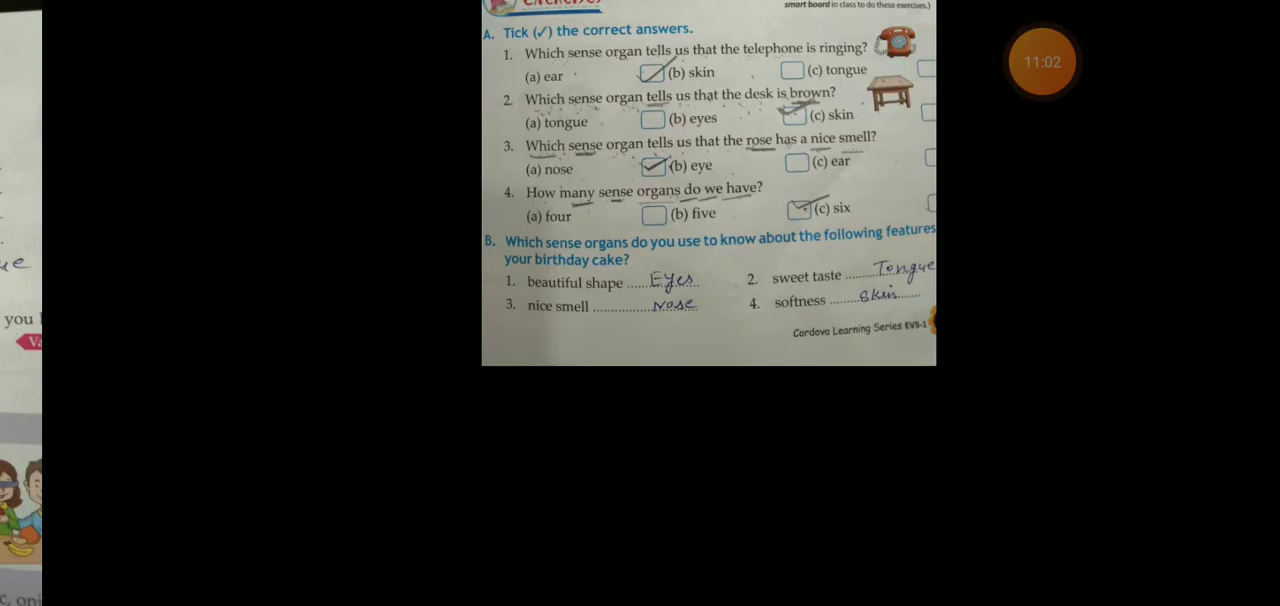 smart board in class to do these exercises.)
A. Tick (✓) the correct answers.
1. Which sense organ tells us that the telephone is ringing?
(a) ear (b) skin (c) tongue
2. Which sense organ tells us that the desk is brown?
(a) tongue (b) eyes (c) skin
3. Which sense organ tells us that the rose has a nice smell?
(a) nose (b) eye (c) ear
4. How many sense organs do we have?
(a) four (b) five (c) six
B. Which sense organs do you use to know about the following features
your birthday cake?
1. beautiful shape ...... Eyes 2. sweet taste ......... Tongue
3. nice smell ................. Nose 4. softness ......... Skin
Cordova Learning Series EVS-1
11:02
you